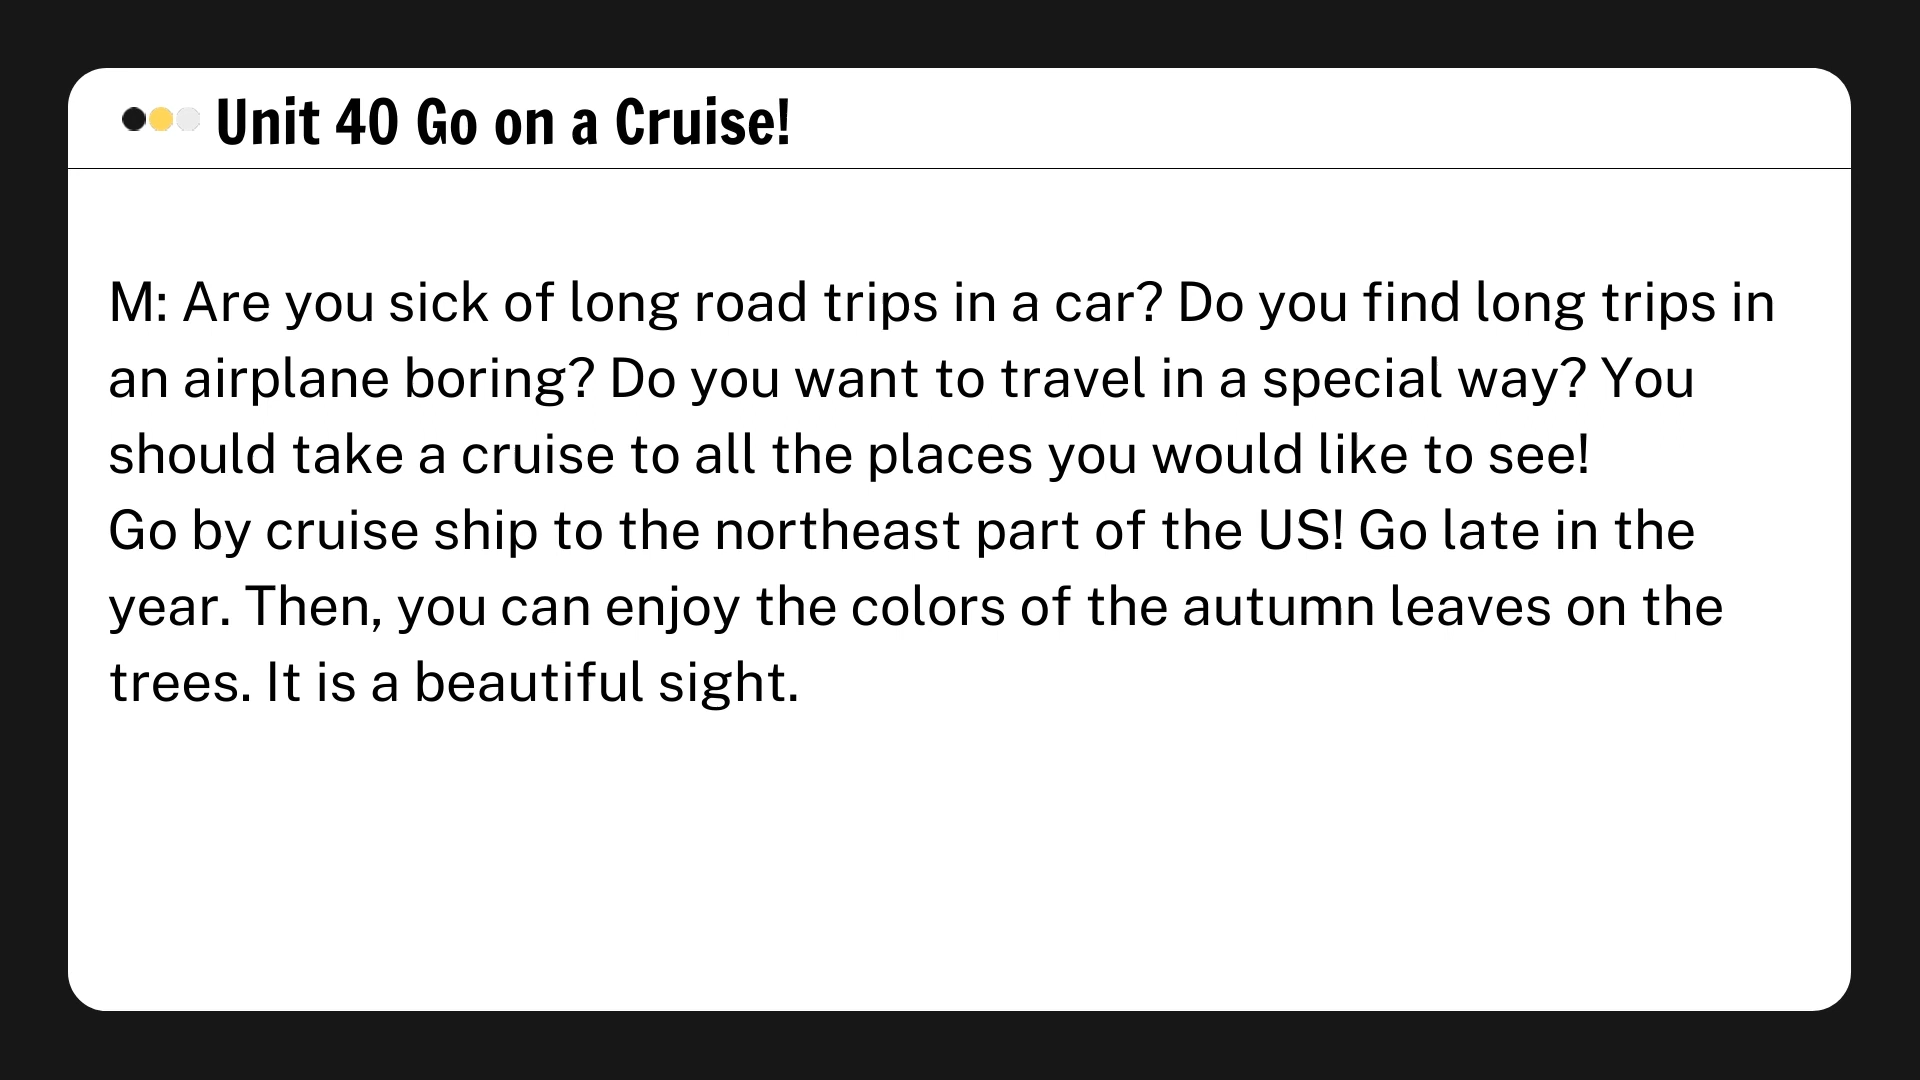 Unit 40 Go on a Cruise!
M: Are you sick of long road trips in a car? Do you find long trips in
an airplane boring? Do you want to travel in a special way? You
should take a cruise to all the places you would like to see!
Go by cruise ship to the northeast part of the US! Go late in the
year. Then, you can enjoy the colors of the autumn leaves on the
trees. It is a beautiful sight.